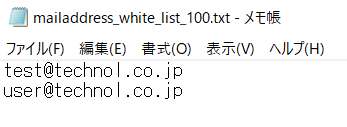 mailaddress_white_list_100.txt - メモ帳
ファイル(F) 編集(E) 書式(O) 表示(V) ヘルプ(H)
test@technol.co.jp
user@technol.co.jp